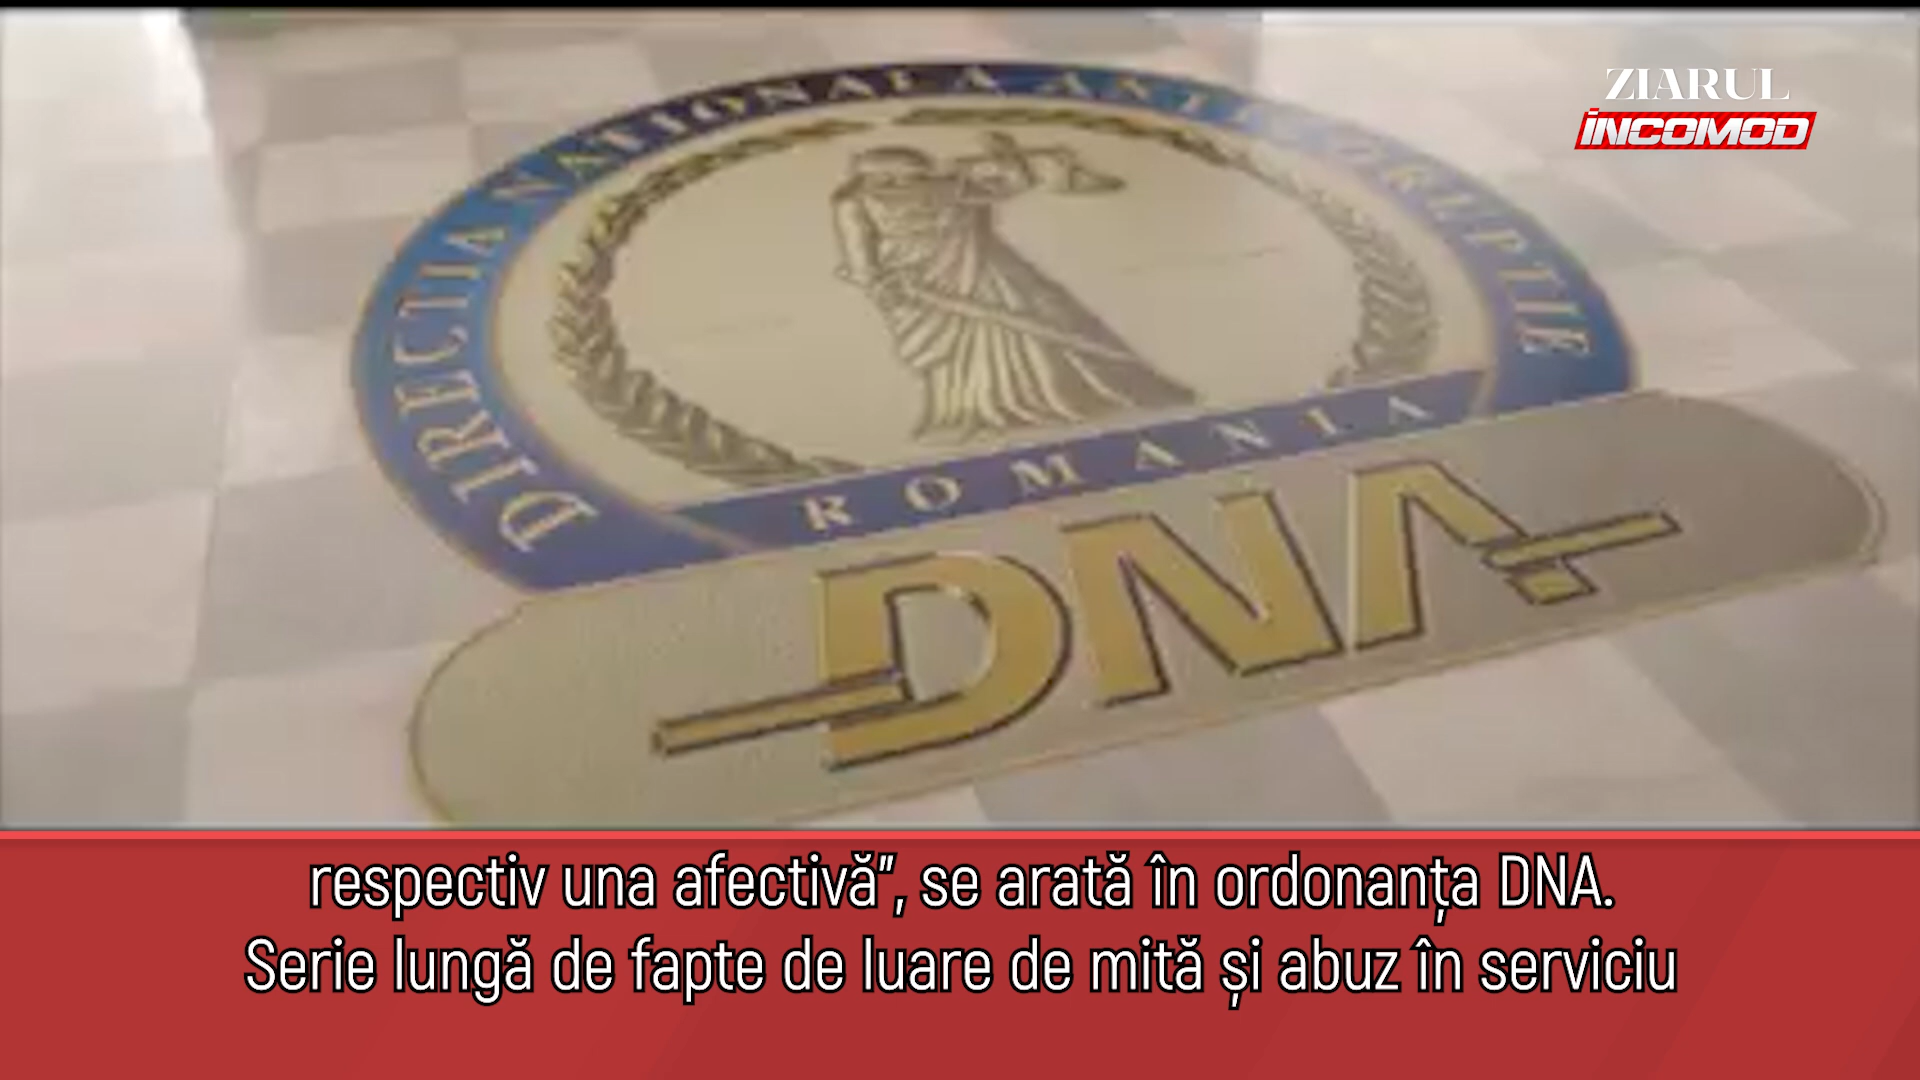 ZIARUL
ÎNCOMOD
DIRECȚIA NAȚIONALĂ ANTICORUPȚIE
ROMANIA
DNA
respectiv una afectivă”, se arată în ordonanța DNA.
Serie lungă de fapte de luare de mită și abuz în serviciu